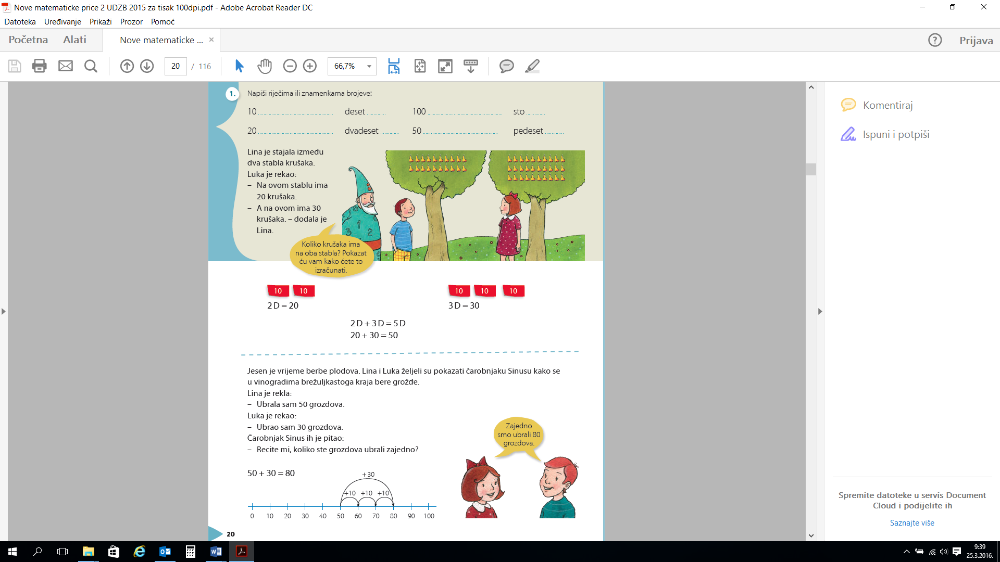 Nove matematicke price 2 UDZB 2015 za tisak 100dpi.pdf - Adobe Acrobat Reader DC
Datoteka Uređivanje Prikaži Prozor Pomoć
Početna Alati Nove matematicke ... × ? Prijava
20 / 116 66,7%
1. Napiši riječima ili znamenkama brojeve:
10 deset 100 sto
20 dvadeset 50 pedeset
Lina je stajala između
dva stabla krušaka.
Luka je rekao:
– Na ovom stablu ima
20 krušaka.
– A na ovom ima 30
krušaka. – dodala je
Lina.
Koliko krušaka ima
na oba stabla? Pokazat
ću vam kako ćete to
izračunati.
10 10 10 10 10
2 D = 20 3 D = 30
2 D + 3 D = 5 D
20 + 30 = 50
Jesen je vrijeme berbe plodova. Lina i Luka željeli su pokazati čarobnjaku Sinusu kako se
u vinogradima brežuljkastoga kraja bere grožđe.
Lina je rekla:
– Ubrala sam 50 grozdova.
Luka je rekao:
– Ubrao sam 30 grozdova.
Čarobnjak Sinus ih je pitao:
– Recite mi, koliko ste grozdova ubrali zajedno?
Zajedno
smo ubrali 80
grozdova.
50 + 30 = 80
+30
+10 +10 +10
0 10 20 30 40 50 60 70 80 90 100
20
Komentiraj
Ispuni i potpiši
Spremite datoteke u servis Document
Cloud i podijelite ih
Saznajte više
9:39
25.3.2016.